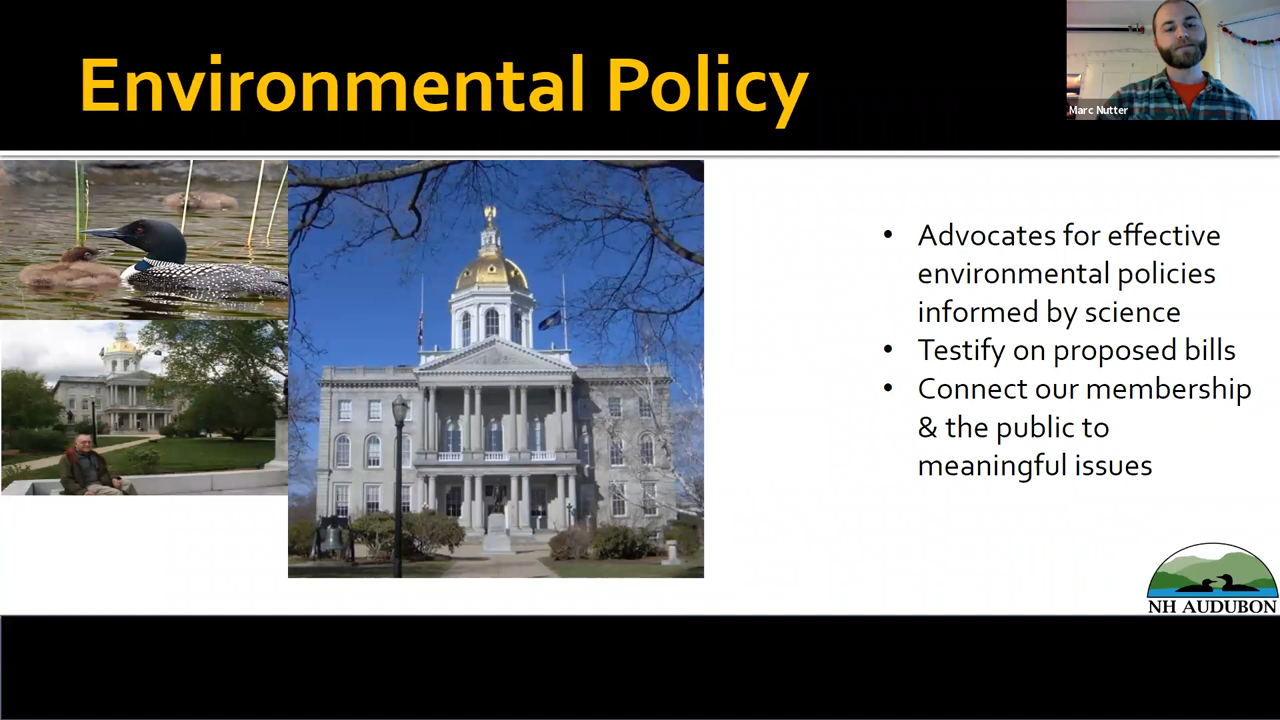 Environmental Policy
Marc Nutter
• Advocates for effective
environmental policies
informed by science
• Testify on proposed bills
• Connect our membership
& the public to
meaningful issues
NH AUDUBON